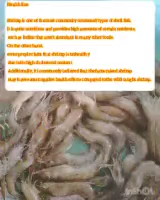 Shrimp is one of the most commonly consumed types of shell fish.
It is quite nutritious and provides high amounts of certain nutrients,
such as iodine that aren't abundant in many other foods.
On the other hand,
some people claim that shrimp is unhealthy
due to its high cholesterol content.
Additionally, it's commonly believed that farm-raised shrimp
may have some negative health effects compared to the wild-caught shrimp.